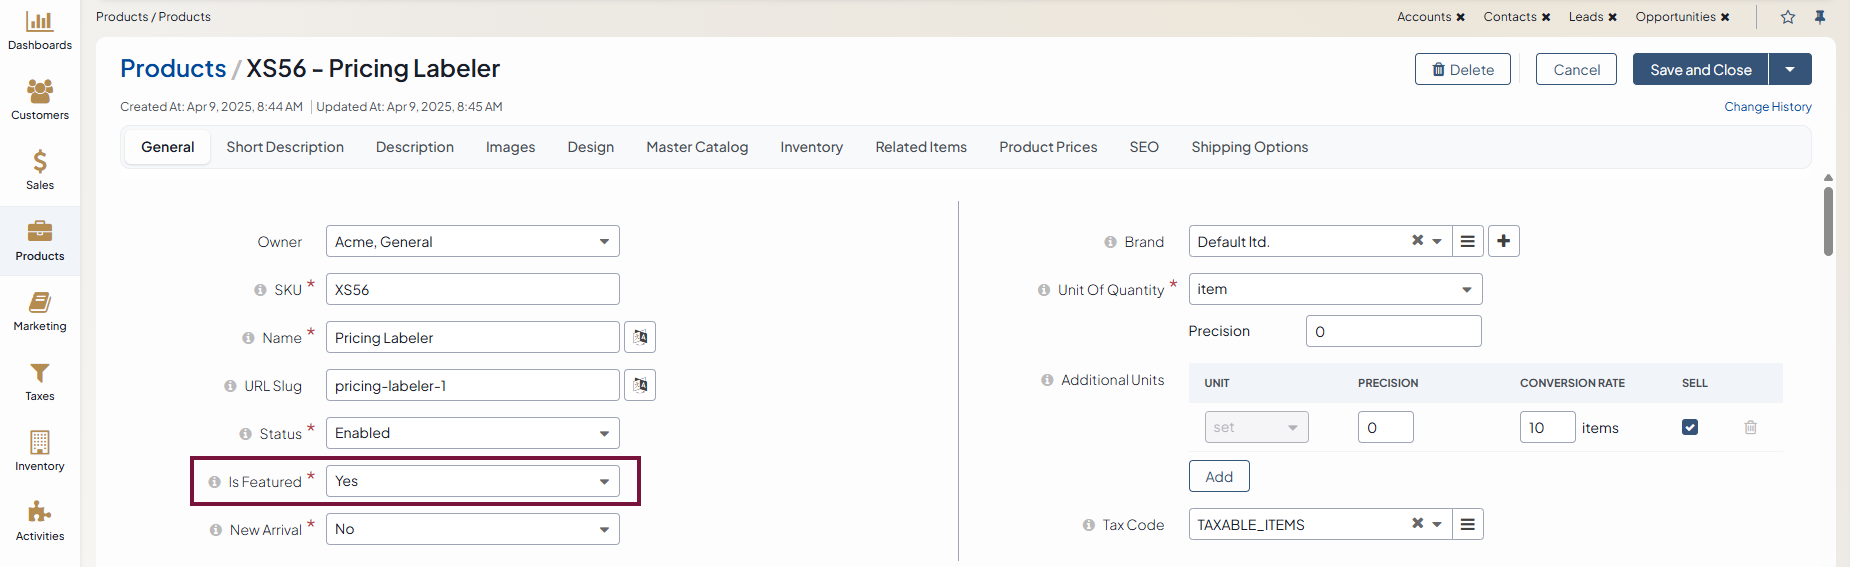 Dashboards
Customers
Sales
Products
Marketing
Taxes
Inventory
Activities
Products / Products
Accounts ✖ Contacts ✖ Leads ✖ Opportunities ✖
Products / XS56 - Pricing Labeler
Delete Cancel Save and Close
Created At: Apr 9, 2025, 8:44 AM | Updated At: Apr 9, 2025, 8:45 AM
Change History
General Short Description Description Images Design Master Catalog Inventory Related Items Product Prices SEO Shipping Options
Owner Acme, General
SKU * XS56
Name * Pricing Labeler
URL Slug pricing-labeler-1
Status * Enabled
Is Featured * Yes
New Arrival * No
Brand Default ltd.
Unit Of Quantity * item
Precision 0
Additional Units
UNIT PRECISION CONVERSION RATE SELL
set 0 10 items
Add
Tax Code TAXABLE_ITEMS